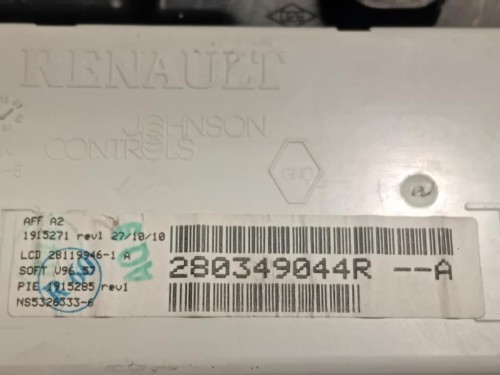 RENAULT
JOHNSON
CONTROLS
AFF A2
1915271 rev1 27/10/10
LCD 28119946-1 A
SOFT V96.37
PIE 1915285 rev1
NS5326333-6
280349044R --A